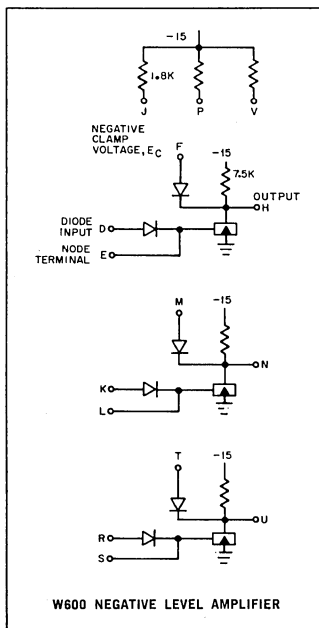 -15
1.8K
J P V
NEGATIVE
CLAMP
VOLTAGE, EC
F
-15
7.5K
OUTPUT
H
DIODE
INPUT D
NODE
TERMINAL E
M
-15
N
K
L
T
-15
U
R
S
W600 NEGATIVE LEVEL AMPLIFIER